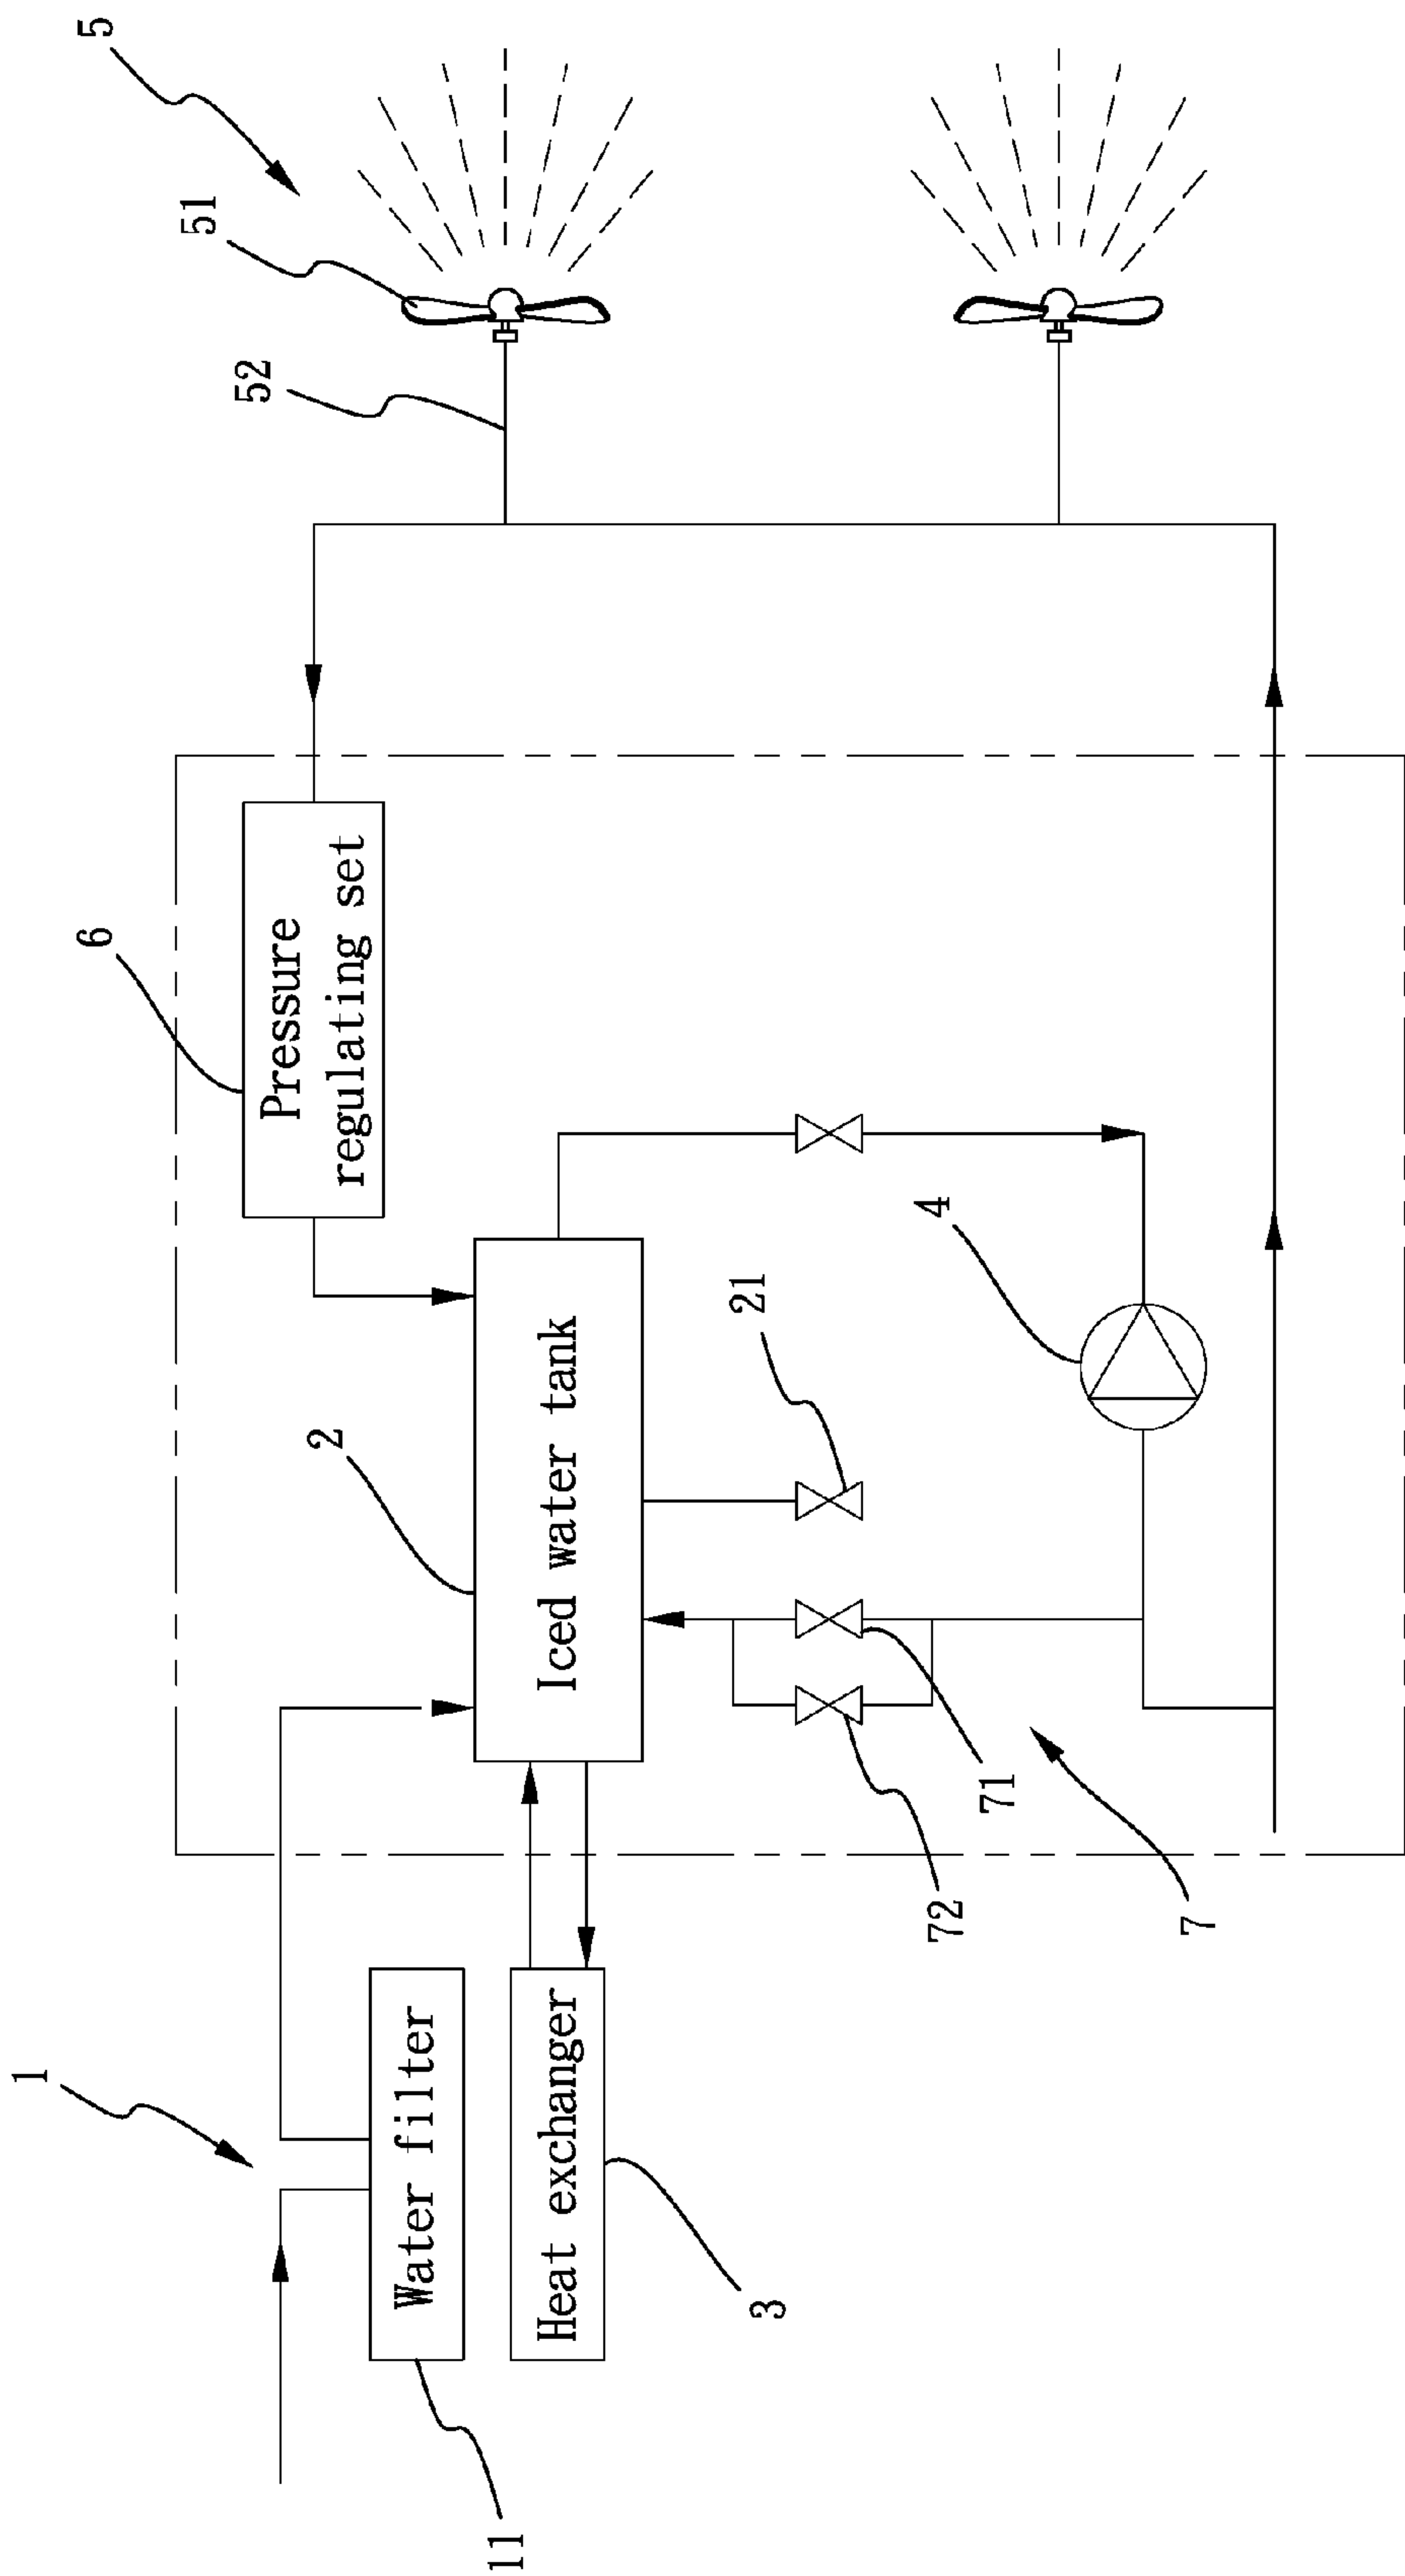 1
11
Water filter
Heat exchanger
3
2
Iced water tank
21
6
Pressure
regulating set
4
7
71
72
5
51
52